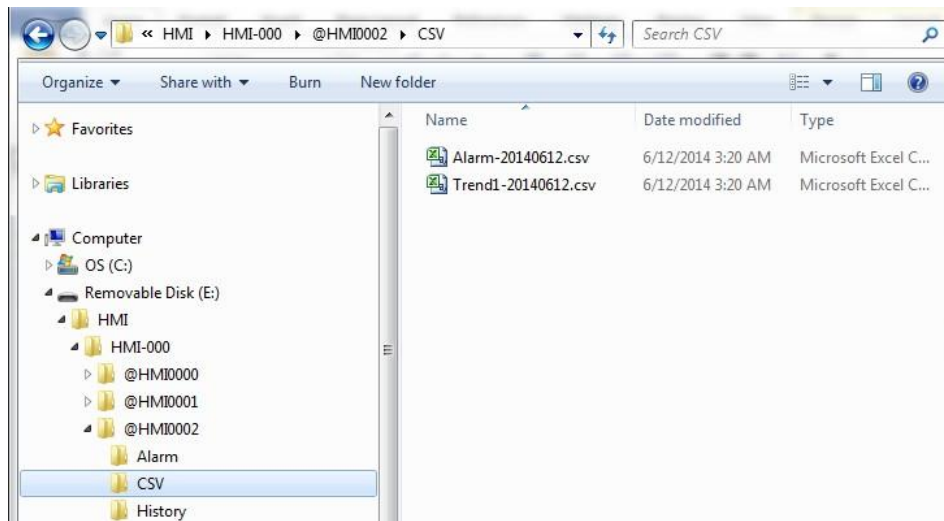 « HMI ▸ HMI-000 ▸ @HMI0002 ▸ CSV
Search CSV
Organize ▼ Share with ▼ Burn New folder
Name Date modified Type
Alarm-20140612.csv 6/12/2014 3:20 AM Microsoft Excel C...
Trend1-20140612.csv 6/12/2014 3:20 AM Microsoft Excel C...
Favorites
Libraries
Computer
OS (C:)
Removable Disk (E:)
HMI
HMI-000
@HMI0000
@HMI0001
@HMI0002
Alarm
CSV
History